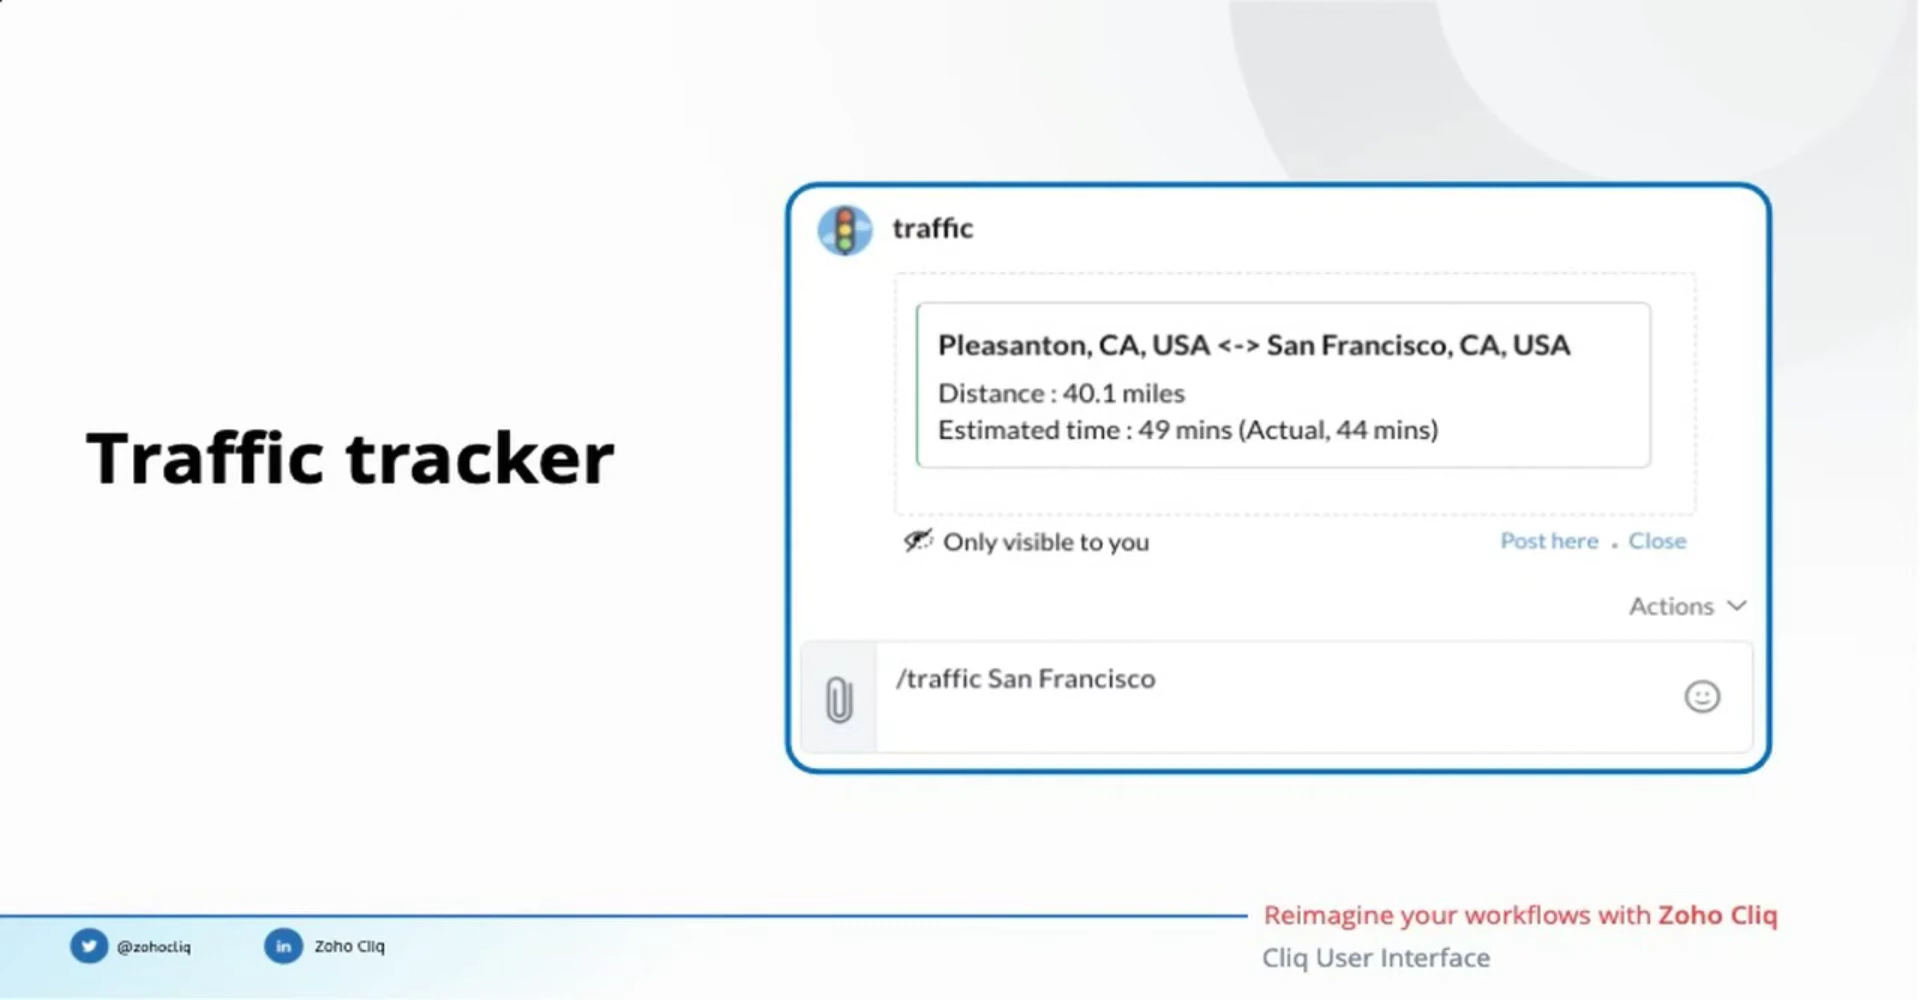 Traffic tracker
traffic
Pleasanton, CA, USA <-> San Francisco, CA, USA
Distance : 40.1 miles
Estimated time : 49 mins (Actual, 44 mins)
Only visible to you
Post here . Close
Actions
/traffic San Francisco
@zohocliq
in
Zoho Cliq
Reimagine your workflows with Zoho Cliq
Cliq User Interface